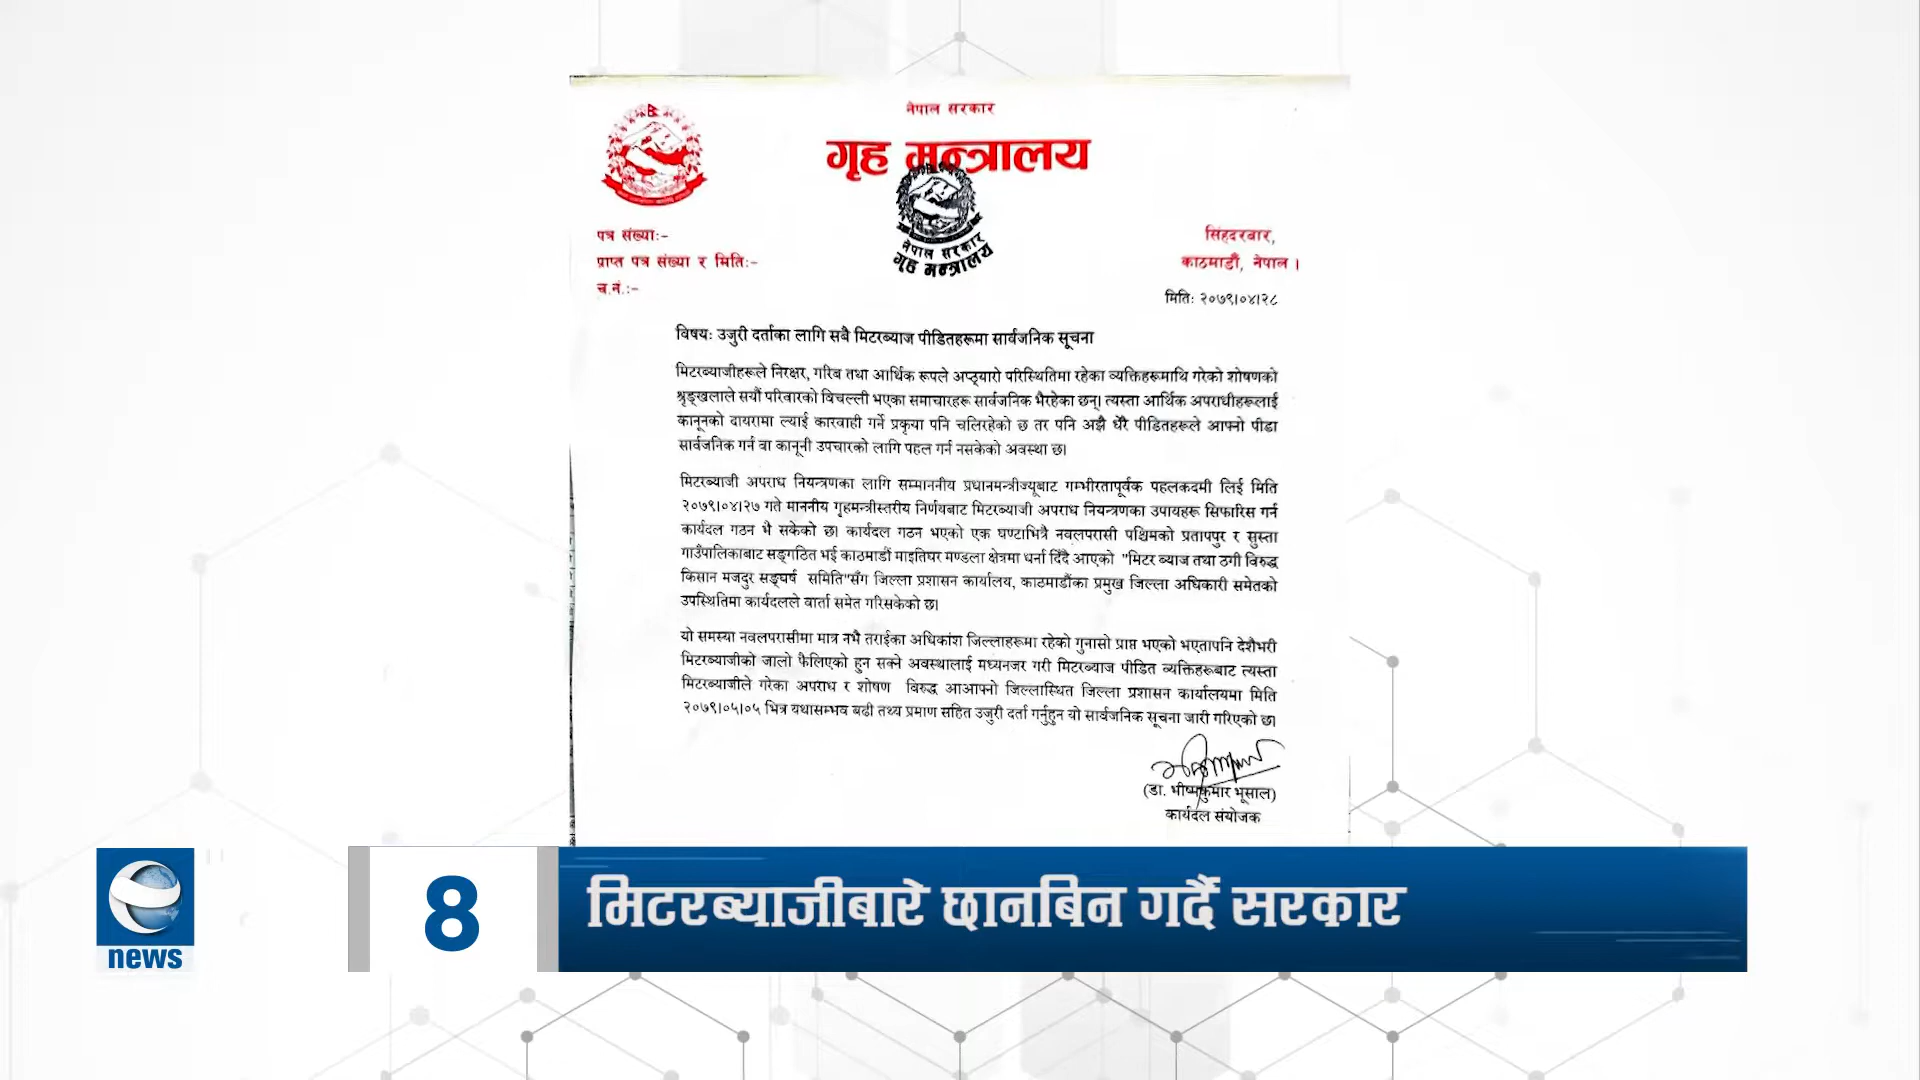 नेपाल सरकार
गृह मन्त्रालय
नेपाल सरकार
गृह मन्त्रालय
पत्र संख्याः-
प्राप्त पत्र संख्या र मितिः-
च.नं.:-
सिंहदरबार,
काठमाडौं, नेपाल ।
मितिः २०७९।०४।२८
विषयः उजुरी दर्ताका लागि सबै मिटरब्याज पीडितहरूमा सार्वजनिक सूचना
मिटरब्याजीहरूले निरक्षर, गरिब तथा आर्थिक रूपले अप्ठ्यारो परिस्थितिमा रहेका व्यक्तिहरूमाथि गरेको शोषणको
श्रृङ्खलाले सयौं परिवारको विचल्ली भएका समाचारहरू सार्वजनिक भैरहेका छन्। त्यस्ता आर्थिक अपराधीहरूलाई
कानूनको दायरामा ल्याई कारवाही गर्ने प्रकृया पनि चलिरहेको छ तर पनि अझै धेरै पीडितहरूले आफ्नो पीडा
सार्वजनिक गर्न वा कानूनी उपचारको लागि पहल गर्न नसकेको अवस्था छ।
मिटरब्याजी अपराध नियन्त्रणका लागि सम्माननीय प्रधानमन्त्रीज्यूबाट गम्भीरतापूर्वक पहलकदमी लिई मिति
२०७९।०४।२७ गते माननीय गृहमन्त्रीस्तरीय निर्णयबाट मिटरब्याजी अपराध नियन्त्रणका उपायहरू सिफारिस गर्न
कार्यदल गठन भै सकेको छ। कार्यदल गठन भएको एक घण्टाभित्रै नवलपरासी पश्चिमको प्रतापपुर र सुस्ता
गाउँपालिकाबाट सङ्गठित भई काठमाडौं माइतिघर मण्डला क्षेत्रमा धर्ना दिँदै आएको "मिटर ब्याज तथा ठगी विरुद्ध
किसान मजदुर सङ्घर्ष समिति"सँग जिल्ला प्रशासन कार्यालय, काठमाडौंका प्रमुख जिल्ला अधिकारी समेतको
उपस्थितिमा कार्यदलले वार्ता समेत गरिसकेको छ।
यो समस्या नवलपरासीमा मात्र नभै तराईका अधिकांश जिल्लाहरूमा रहेको गुनासो प्राप्त भएको भएतापनि देशैभरी
मिटरब्याजीको जालो फैलिएको हुन सक्ने अवस्थालाई मध्यनजर गरी मिटरब्याज पीडित व्यक्तिहरूबाट त्यस्ता
मिटरब्याजीले गरेका अपराध र शोषण विरुद्ध आआफ्नो जिल्लास्थित जिल्ला प्रशासन कार्यालयमा मिति
२०७९।०५।०५ भित्र यथासम्भव बढी तथ्य प्रमाण सहित उजुरी दर्ता गर्नुहुन यो सार्वजनिक सूचना जारी गरिएको छ।
(डा. भीष्मकुमार भूसाल)
कार्यदल संयोजक
news
8
मिटरब्याजीबारे छानबिन गर्दै सरकार